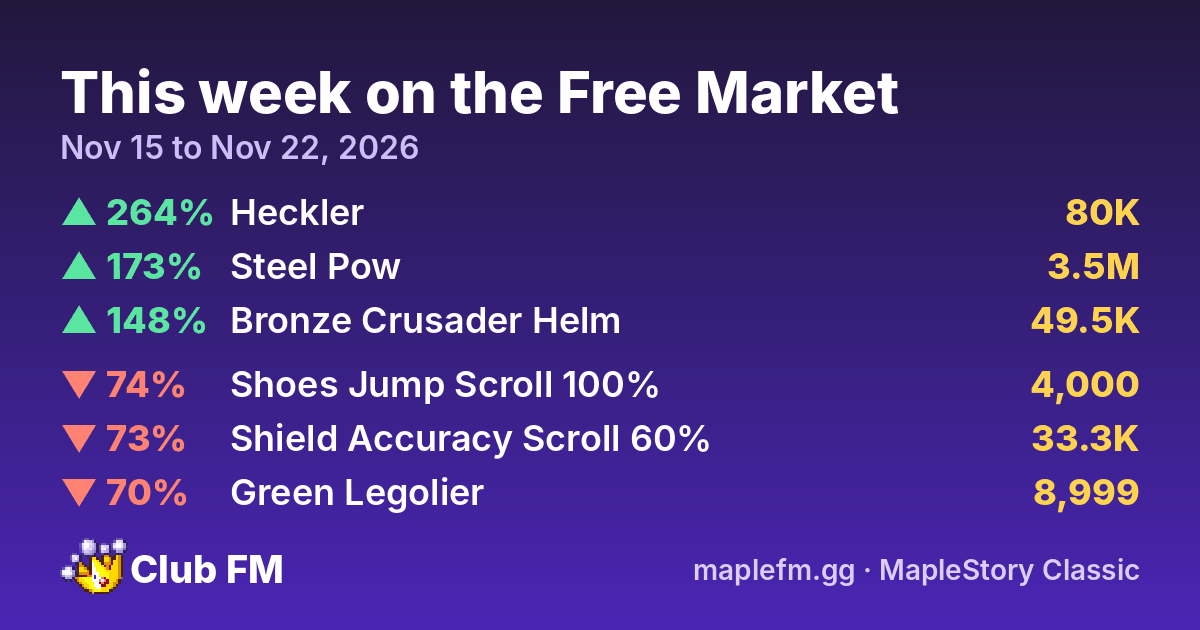 This week on the Free Market
Nov 15 to Nov 22, 2026
▲ 264% Heckler 80K
▲ 173% Steel Pow 3.5M
▲ 148% Bronze Crusader Helm 49.5K
▼ 74% Shoes Jump Scroll 100% 4,000
▼ 73% Shield Accuracy Scroll 60% 33.3K
▼ 70% Green Legolier 8,999
Club FM maplefm.gg · MapleStory Classic